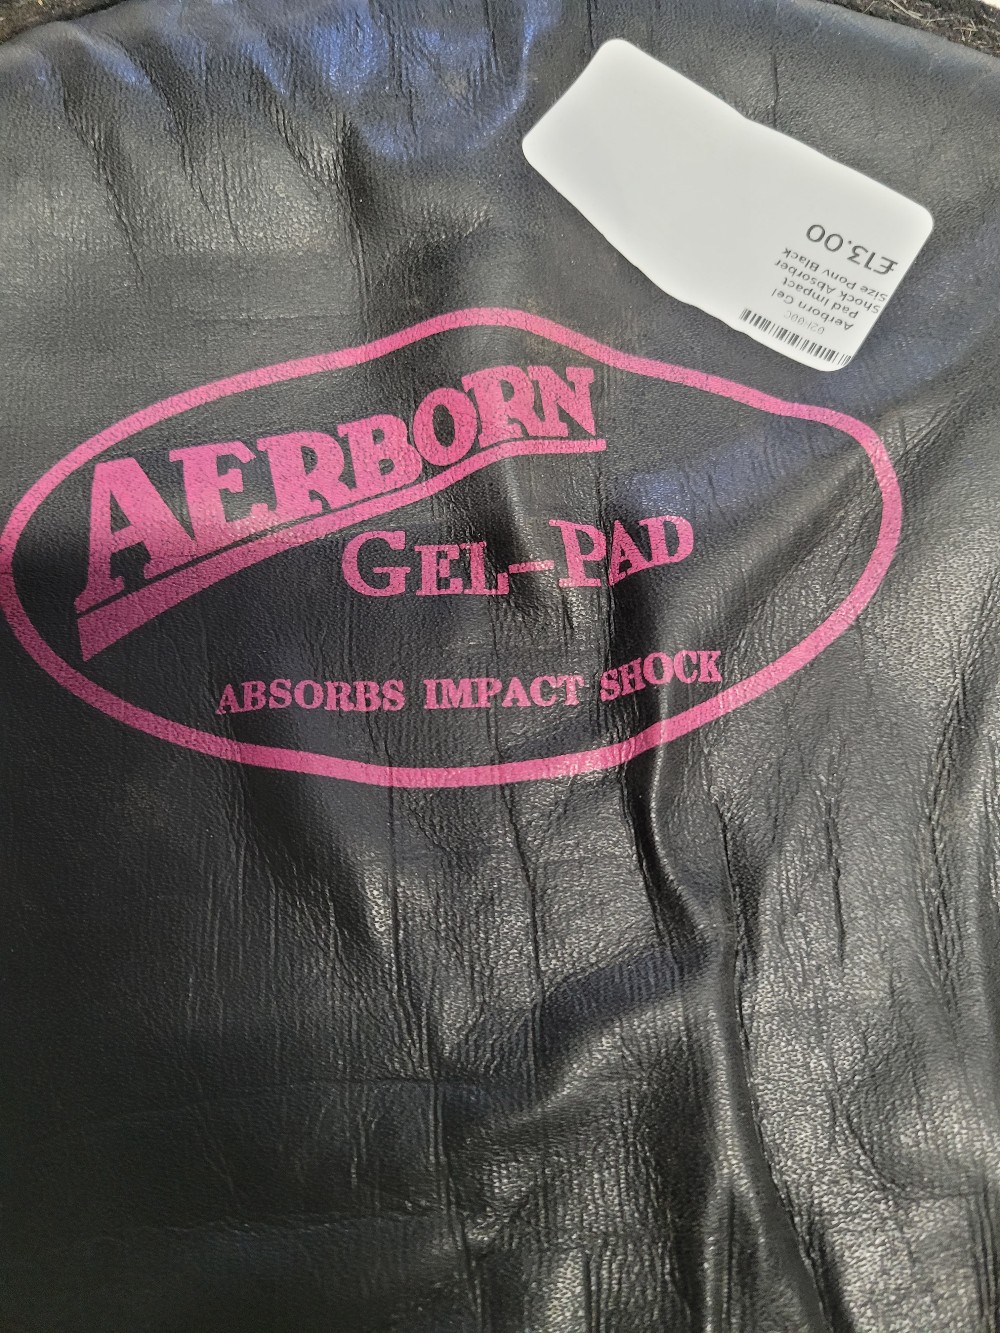 AERBORN
GEL-PAD
ABSORBS IMPACT SHOCK
Aerborn Gel
Pad Impact
Shock Absorber
Size Pony Black
£13.00